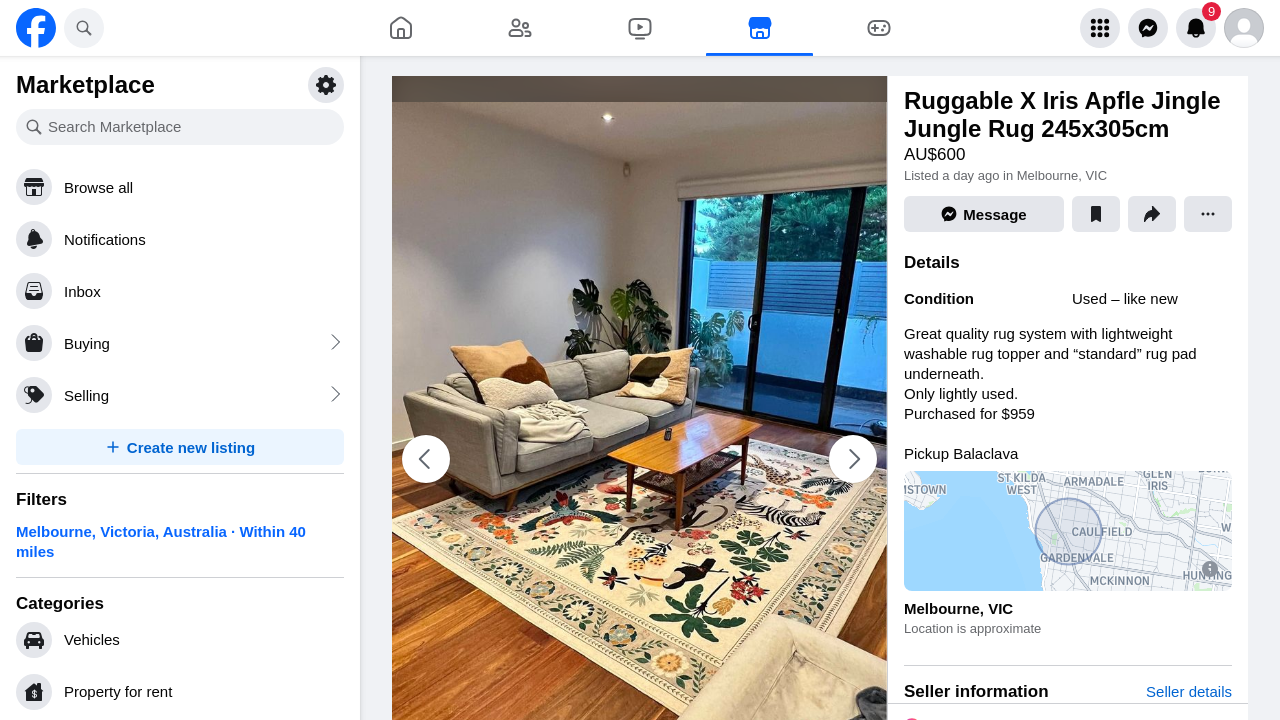 9
Marketplace
Search Marketplace
Browse all
Notifications
Inbox
Buying
Selling
Create new listing
Filters
Melbourne, Victoria, Australia · Within 40
miles
Categories
Vehicles
Property for rent
Ruggable X Iris Apfle Jingle
Jungle Rug 245x305cm
AU$600
Listed a day ago in Melbourne, VIC
Message
Details
Condition
Used – like new
Great quality rug system with lightweight
washable rug topper and “standard” rug pad
underneath.
Only lightly used.
Purchased for $959
Pickup Balaclava
ST KILDA
WEST
ARMADALE
GLEN
IRIS
CAULFIELD
GARDENVALE
MCKINNON
Melbourne, VIC
Location is approximate
Seller information
Seller details